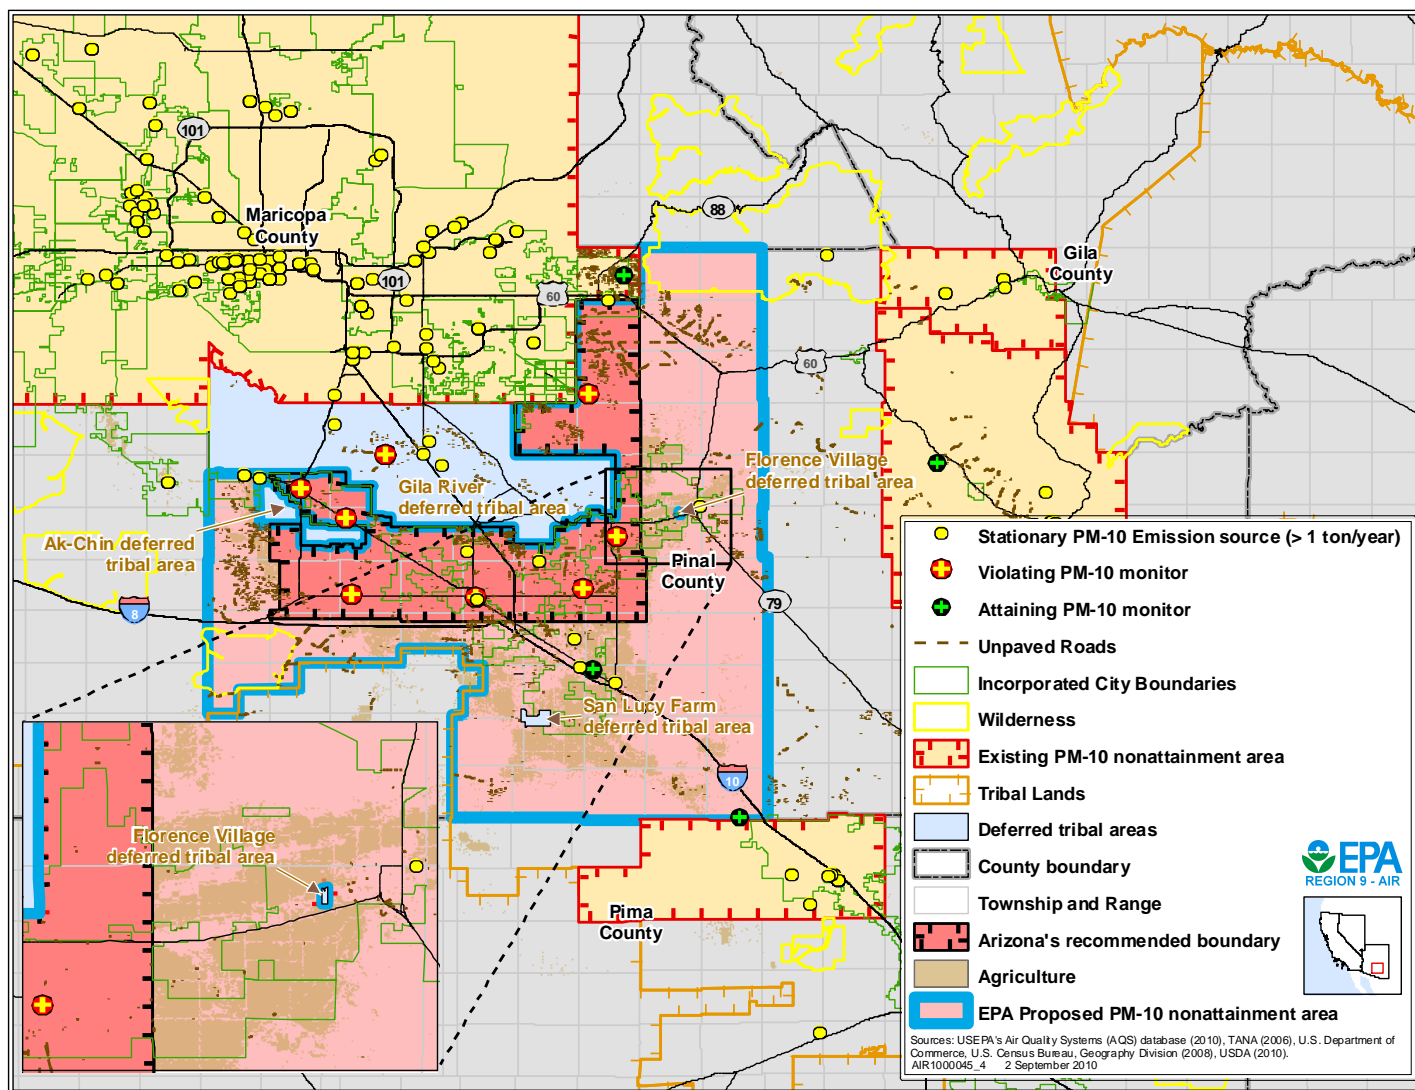 101
Maricopa
County
88
Gila
County
101
60
60
Florence Village
deferred tribal area
Gila River
deferred tribal area
Ak-Chin deferred
tribal area
Pinal
County
8
79
San Lucy Farm
deferred tribal area
10
Florence Village
deferred tribal area
Pima
County
Stationary PM-10 Emission source (> 1 ton/year)
Violating PM-10 monitor
Attaining PM-10 monitor
Unpaved Roads
Incorporated City Boundaries
Wilderness
Existing PM-10 nonattainment area
Tribal Lands
Deferred tribal areas
County boundary
Township and Range
Arizona's recommended boundary
Agriculture
EPA Proposed PM-10 nonattainment area
EPA
REGION 9 - AIR
Sources: USEPA's Air Quality Systems (AQS) database (2010), TANA (2006), U.S. Department of
Commerce, U.S. Census Bureau, Geography Division (2008), USDA (2010).
AIR1000045_4 2 September 2010